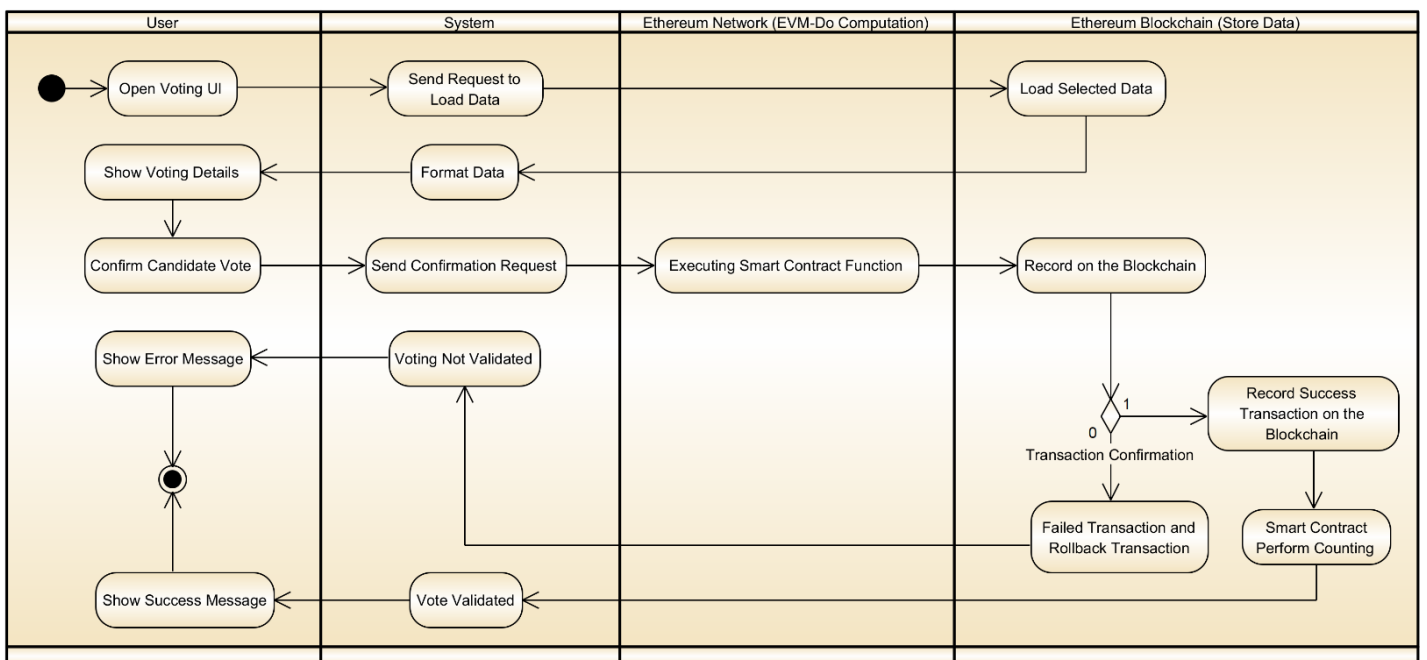 User
System
Ethereum Network (EVM-Do Computation)
Ethereum Blockchain (Store Data)
Open Voting UI
Send Request to
Load Data
Load Selected Data
Show Voting Details
Format Data
Confirm Candidate Vote
Send Confirmation Request
Executing Smart Contract Function
Record on the Blockchain
Show Error Message
Voting Not Validated
1
0
Transaction Confirmation
Record Success
Transaction on the
Blockchain
Failed Transaction and
Rollback Transaction
Smart Contract
Perform Counting
Show Success Message
Vote Validated